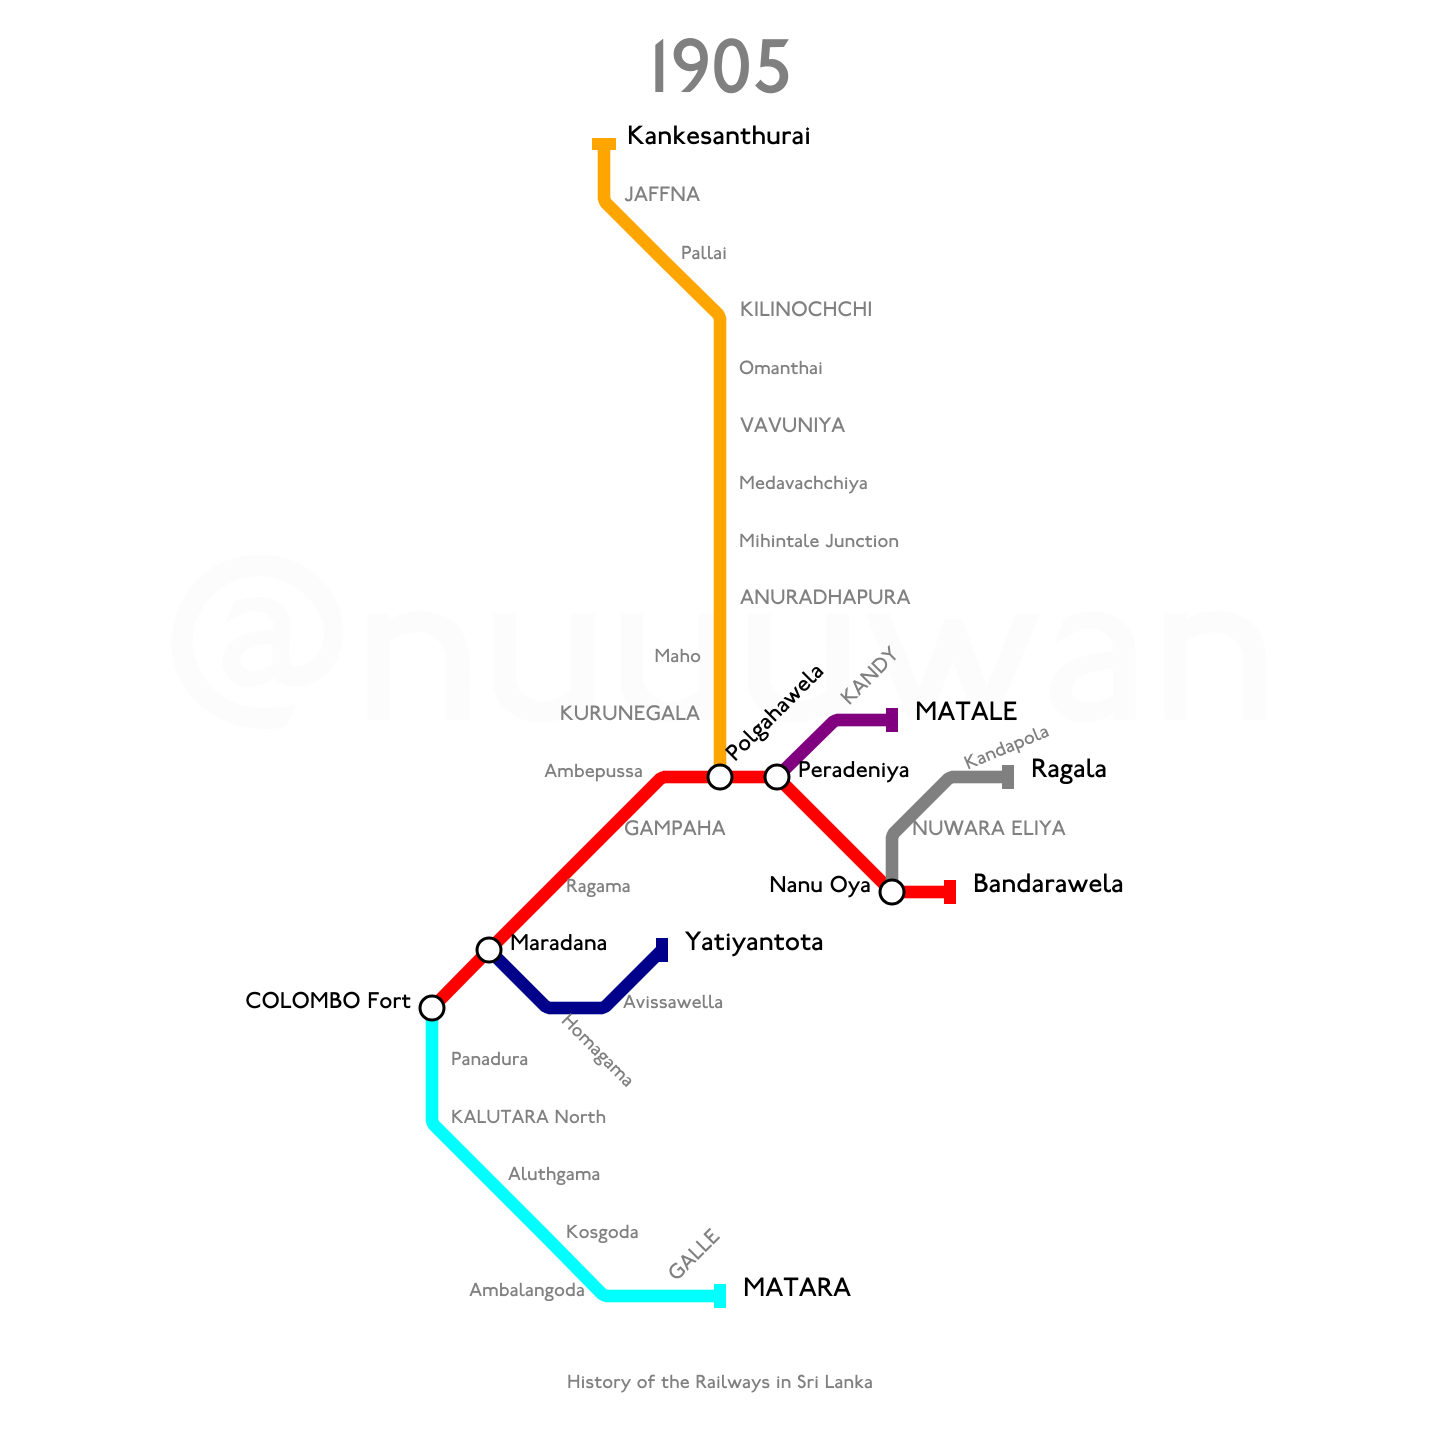 1905
Kankesanthurai
JAFFNA
Pallai
KILINOCHCHI
Omanthai
VAVUNIYA
Medavachchiya
Mihintale Junction
ANURADHAPURA
@nuuuwan
Maho
KURUNEGALA
Polgahawela
KANDY
MATALE
Kandapola
Ragala
Ambepussa
Peradeniya
GAMPAHA
NUWARA ELIYA
Ragama
Nanu Oya
Bandarawela
Maradana
Yatiyantota
COLOMBO Fort
Avissawella
Homagama
Panadura
KALUTARA North
Aluthgama
Kosgoda
GALLE
Ambalangoda
MATARA
History of the Railways in Sri Lanka